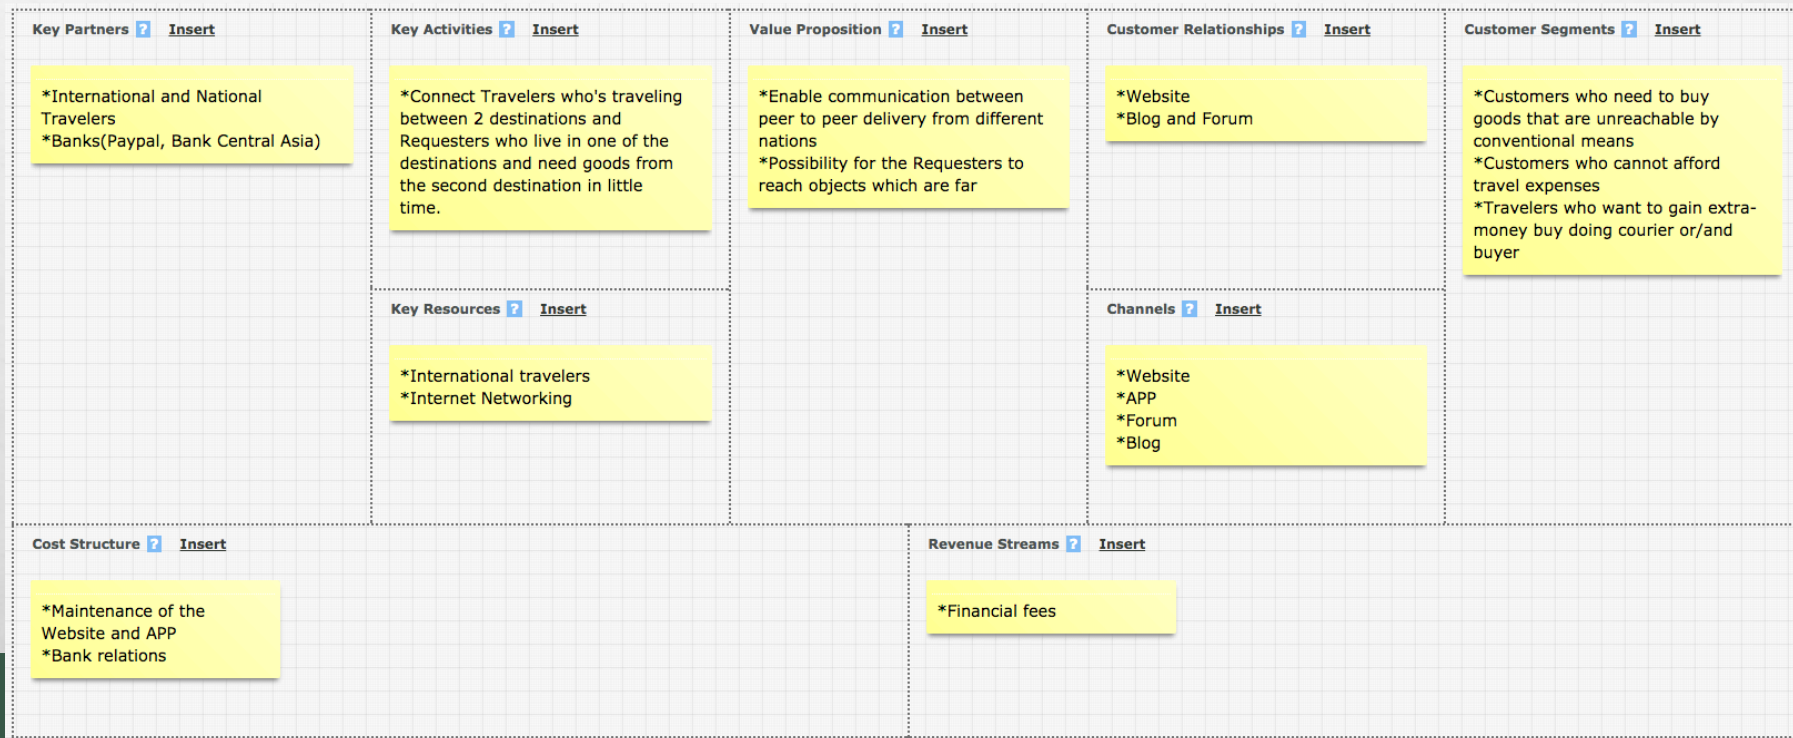 Key Partners ? Insert
*International and National
Travelers
*Banks(Paypal, Bank Central Asia)
Key Activities ? Insert
*Connect Travelers who's traveling
between 2 destinations and
Requesters who live in one of the
destinations and need goods from
the second destination in little
time.
Key Resources ? Insert
*International travelers
*Internet Networking
Value Proposition ? Insert
*Enable communication between
peer to peer delivery from different
nations
*Possibility for the Requesters to
reach objects which are far
Customer Relationships ? Insert
*Website
*Blog and Forum
Channels ? Insert
*Website
*APP
*Forum
*Blog
Customer Segments ? Insert
*Customers who need to buy
goods that are unreachable by
conventional means
*Customers who cannot afford
travel expenses
*Travelers who want to gain extra-
money buy doing courier or/and
buyer
Cost Structure ? Insert
*Maintenance of the
Website and APP
*Bank relations
Revenue Streams ? Insert
*Financial fees